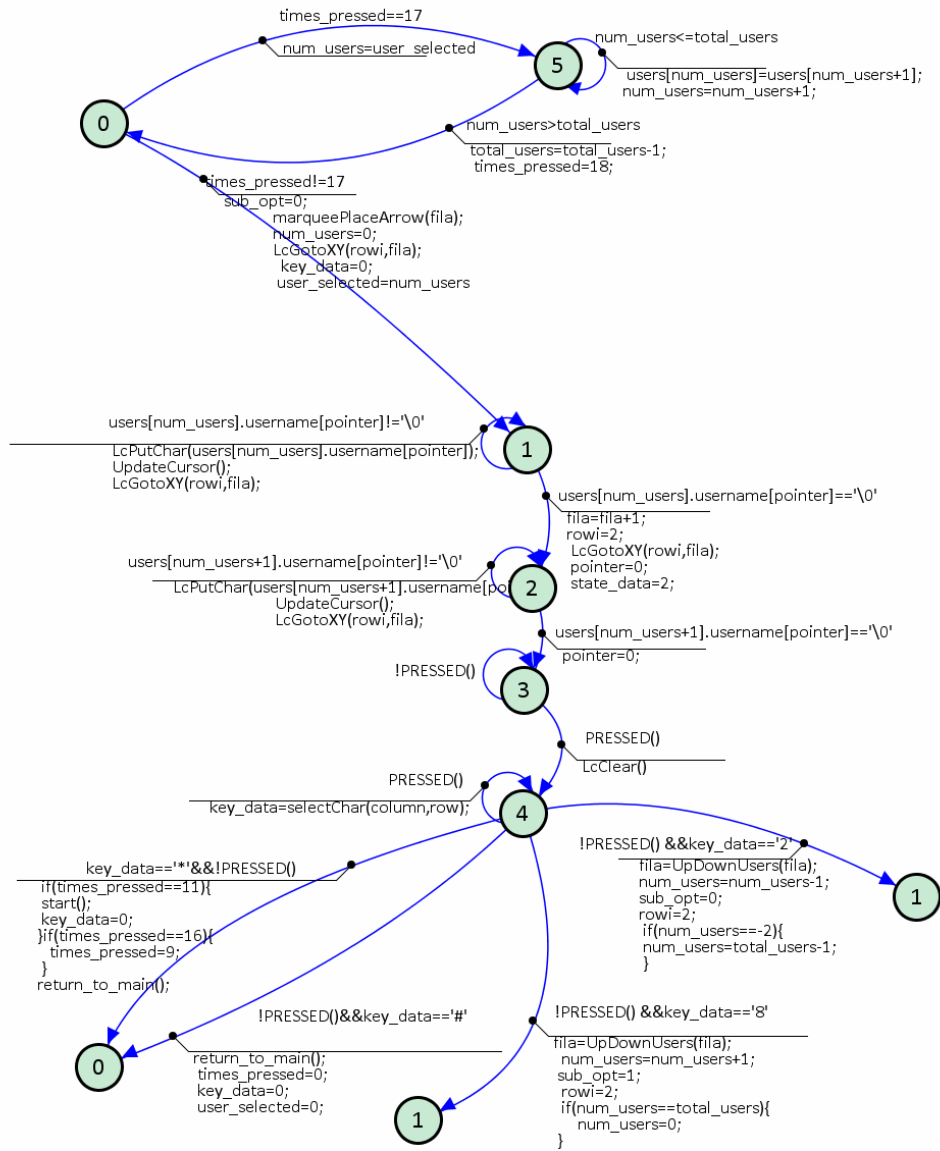 times_pressed==17
num_users=user_selected
5
num_users<=total_users
users[num_users]=users[num_users+1];
num_users=num_users+1;
0
num_users>total_users
total_users=total_users-1;
times_pressed=18;
times_pressed!=17
sub_opt=0;
marqueePlaceArrow(fila);
num_users=0;
LcGotoXY(rowi,fila);
key_data=0;
user_selected=num_users
users[num_users].username[pointer]!='\0'
LcPutChar(users[num_users].username[pointer]);
UpdateCursor();
LcGotoXY(rowi,fila);
1
users[num_users].username[pointer]=='\0'
fila=fila+1;
rowi=2;
LcGotoXY(rowi,fila);
pointer=0;
state_data=2;
users[num_users+1].username[pointer]!='\0'
LcPutChar(users[num_users+1].username[poi
UpdateCursor();
LcGotoXY(rowi,fila);
2
users[num_users+1].username[pointer]=='\0'
pointer=0;
!PRESSED()
3
PRESSED()
LcClear()
PRESSED()
key_data=selectChar(column,row);
4
key_data=='*'&&!PRESSED()
if(times_pressed==11){
start();
key_data=0;
}if(times_pressed==16){
times_pressed=9;
}
return_to_main();
!PRESSED() &&key_data=='2'
fila=UpDownUsers(fila);
num_users=num_users-1;
sub_opt=0;
rowi=2;
if(num_users==-2){
num_users=total_users-1;
}
1
!PRESSED()&&key_data=='#'
return_to_main();
times_pressed=0;
key_data=0;
user_selected=0;
0
!PRESSED() &&key_data=='8'
fila=UpDownUsers(fila);
num_users=num_users+1;
sub_opt=1;
rowi=2;
if(num_users==total_users){
num_users=0;
}
1